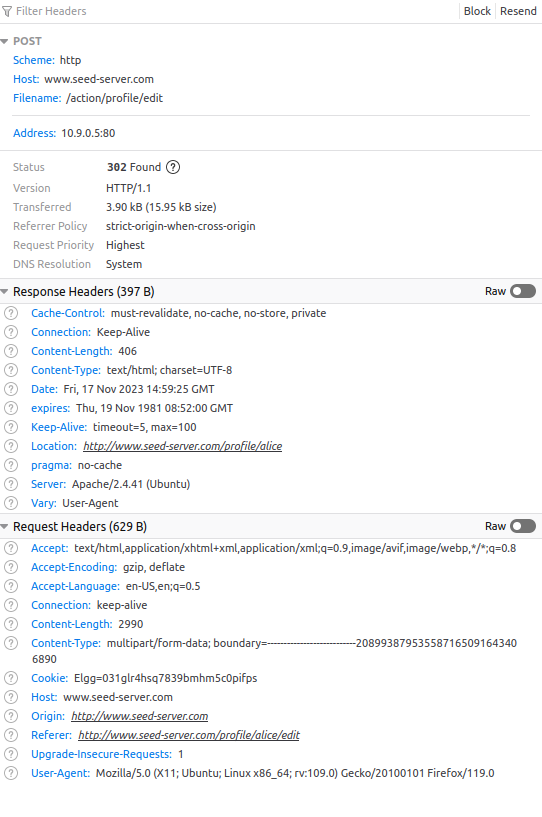 Filter Headers Block Resend
POST
Scheme: http
Host: www.seed-server.com
Filename: /action/profile/edit
Address: 10.9.0.5:80
Status 302 Found ?
Version HTTP/1.1
Transferred 3.90 kB (15.95 kB size)
Referrer Policy strict-origin-when-cross-origin
Request Priority Highest
DNS Resolution System
Response Headers (397 B) Raw
? Cache-Control: must-revalidate, no-cache, no-store, private
? Connection: Keep-Alive
? Content-Length: 406
? Content-Type: text/html; charset=UTF-8
? Date: Fri, 17 Nov 2023 14:59:25 GMT
? expires: Thu, 19 Nov 1981 08:52:00 GMT
? Keep-Alive: timeout=5, max=100
? Location: http://www.seed-server.com/profile/alice
? pragma: no-cache
? Server: Apache/2.4.41 (Ubuntu)
? Vary: User-Agent
Request Headers (629 B) Raw
? Accept: text/html,application/xhtml+xml,application/xml;q=0.9,image/avif,image/webp,*/*;q=0.8
? Accept-Encoding: gzip, deflate
? Accept-Language: en-US,en;q=0.5
? Connection: keep-alive
? Content-Length: 2990
? Content-Type: multipart/form-data; boundary=---------------------------20899387953558716509164340
6890
? Cookie: Elgg=031glr4hsq7839bmhm5c0pifps
? Host: www.seed-server.com
? Origin: http://www.seed-server.com
? Referer: http://www.seed-server.com/profile/alice/edit
? Upgrade-Insecure-Requests: 1
? User-Agent: Mozilla/5.0 (X11; Ubuntu; Linux x86_64; rv:109.0) Gecko/20100101 Firefox/119.0